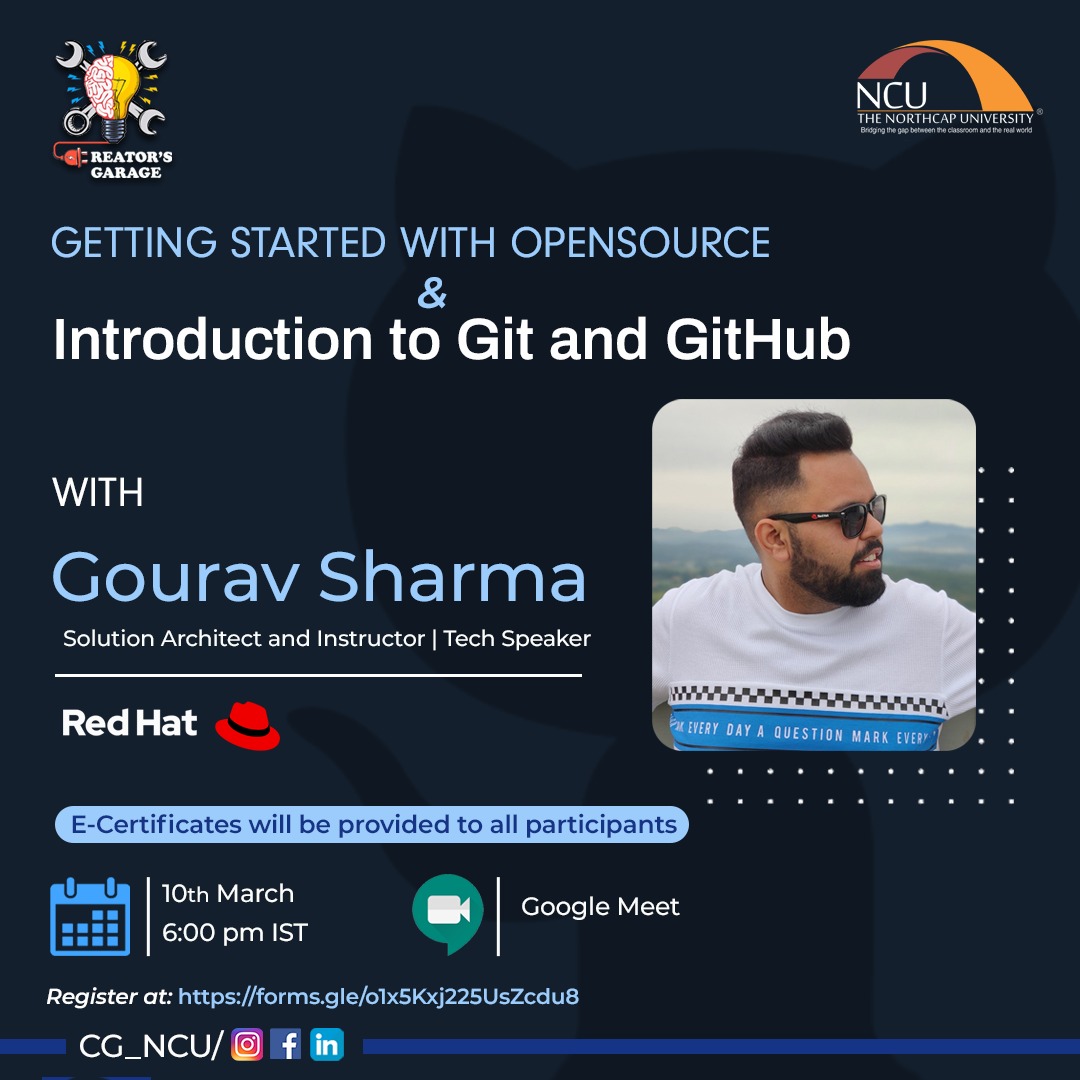 REATOR'S
GARAGE
NCU
THE NORTHCAP UNIVERSITY®
Bridging the gap between the classroom and the real world
GETTING STARTED WITH OPENSOURCE
&
Introduction to Git and GitHub
WITH
Gourav Sharma
Solution Architect and Instructor | Tech Speaker
Red Hat
Red Hat
EVERY DAY A QUESTION MARK EVERY
E-Certificates will be provided to all participants
10th March
6:00 pm IST
Google Meet
Register at: https://forms.gle/o1x5Kxj225UsZcdu8
CG_NCU/